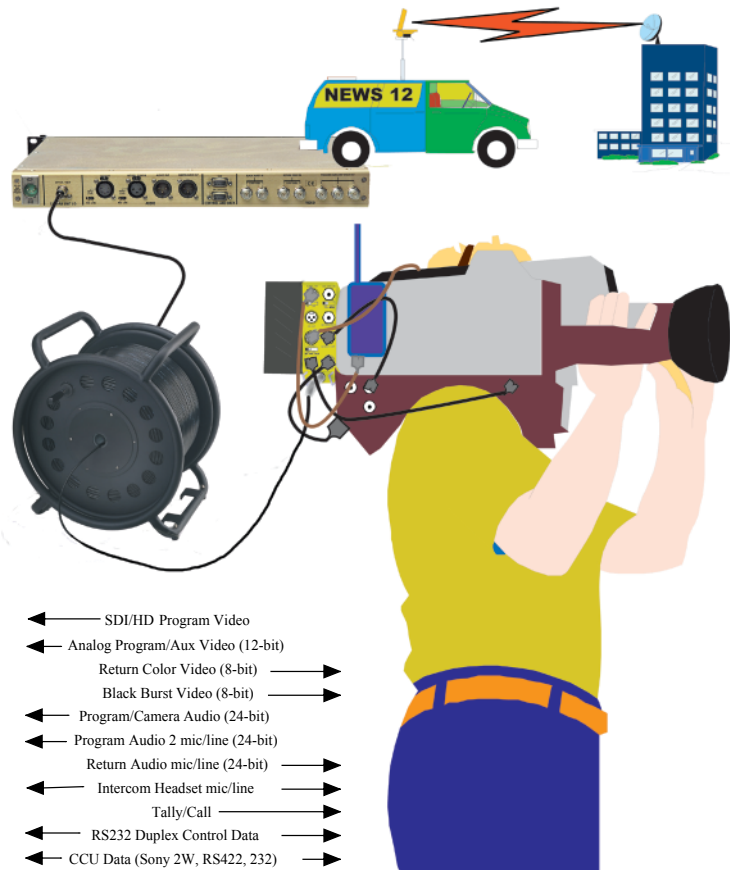 NEWS 12
SDI/HD Program Video
Analog Program/Aux Video (12-bit)
Return Color Video (8-bit)
Black Burst Video (8-bit)
Program/Camera Audio (24-bit)
Program Audio 2 mic/line (24-bit)
Return Audio mic/line (24-bit)
Intercom Headset mic/line
Tally/Call
RS232 Duplex Control Data
CCU Data (Sony 2W, RS422, 232)